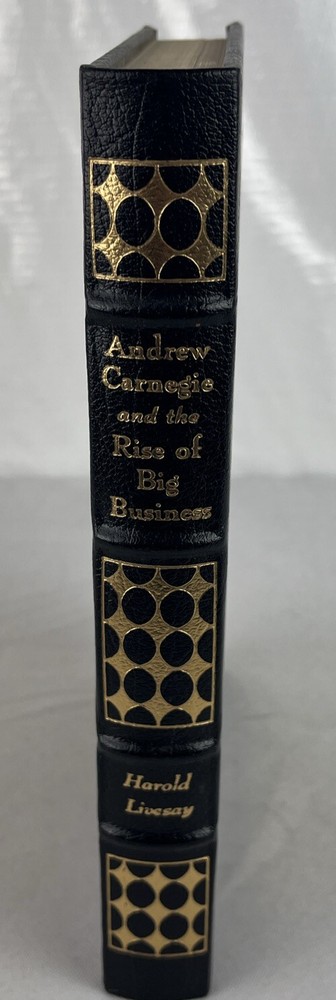 Andrew
Carnegie
and the
Rise of
Big
Business
Harold
Livesay